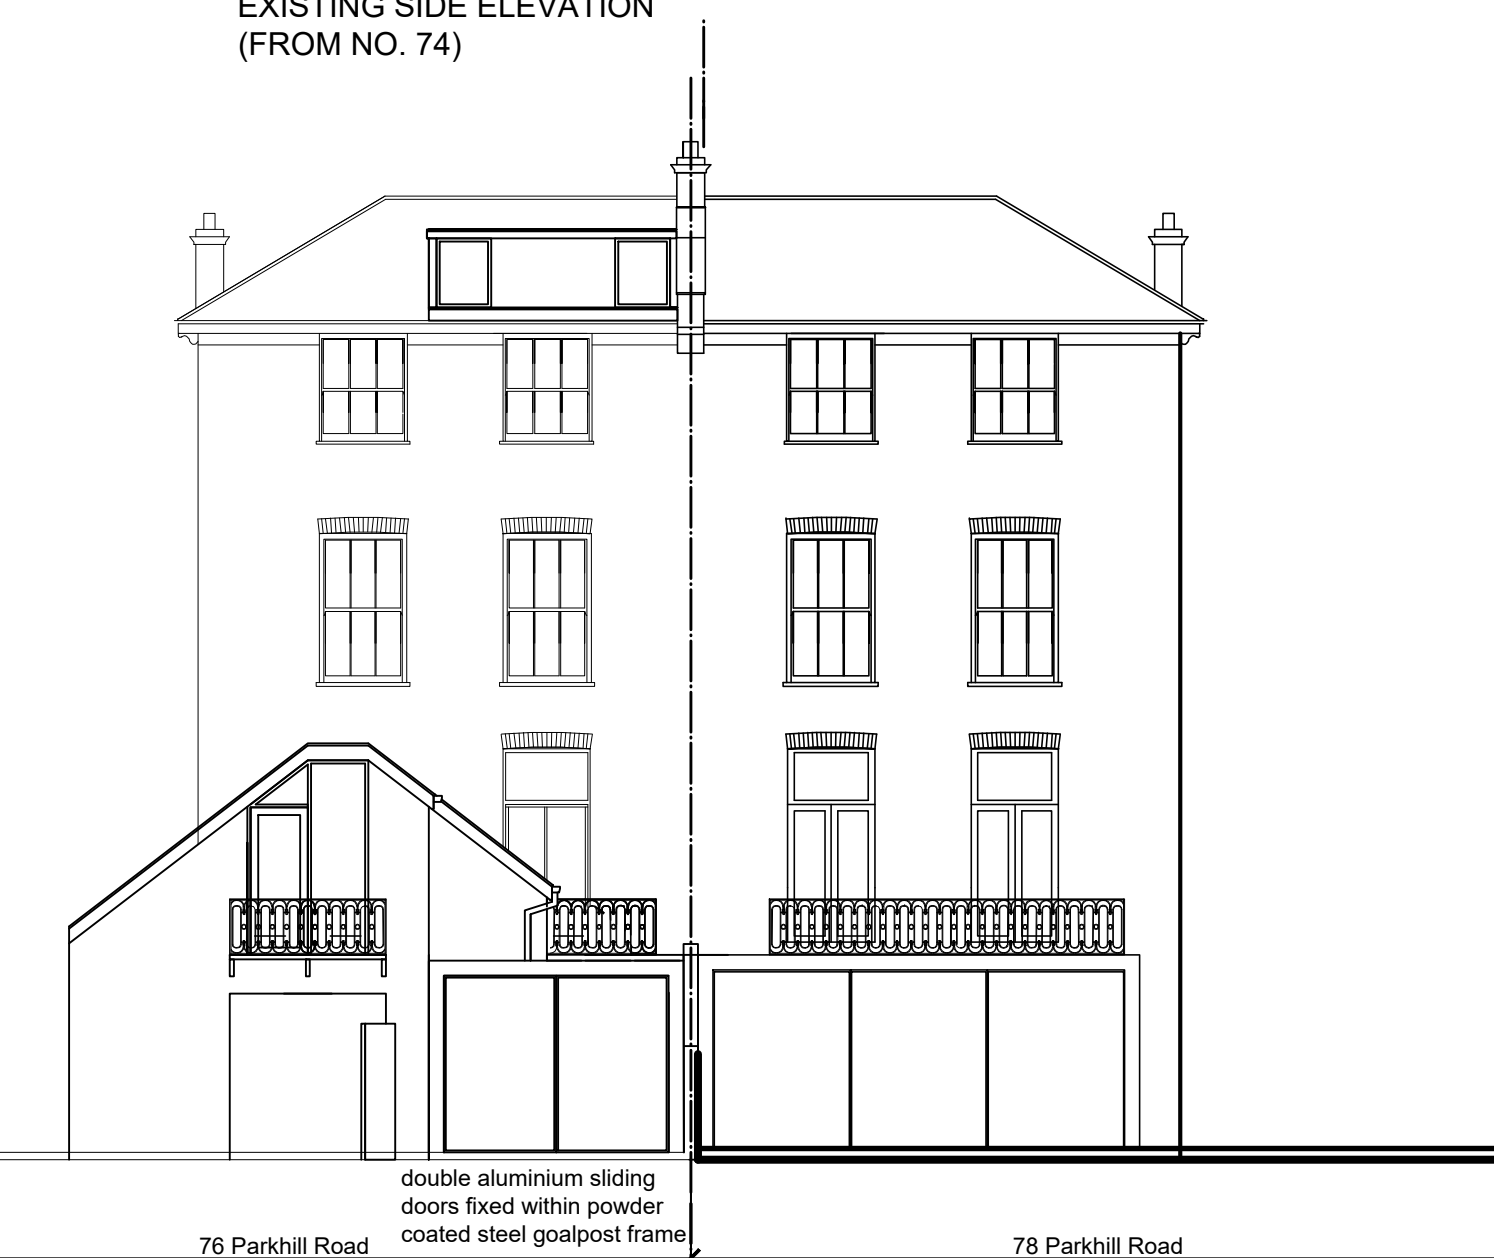 EXISTING SIDE ELEVATION
(FROM NO. 74)
double aluminium sliding
doors fixed within powder
coated steel goalpost frame
76 Parkhill Road
78 Parkhill Road